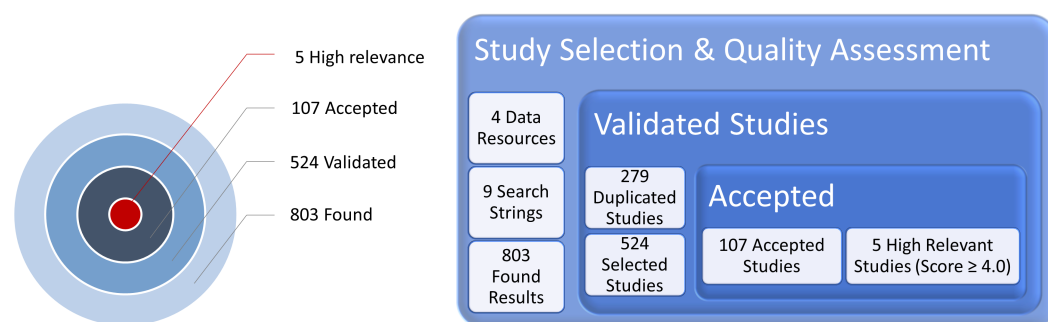 5 High relevance
107 Accepted
524 Validated
803 Found
Study Selection & Quality Assessment
4 Data
Resources
9 Search
Strings
803
Found
Results
Validated Studies
279
Duplicated
Studies
524
Selected
Studies
Accepted
107 Accepted
Studies
5 High Relevant
Studies (Score ≥ 4.0)